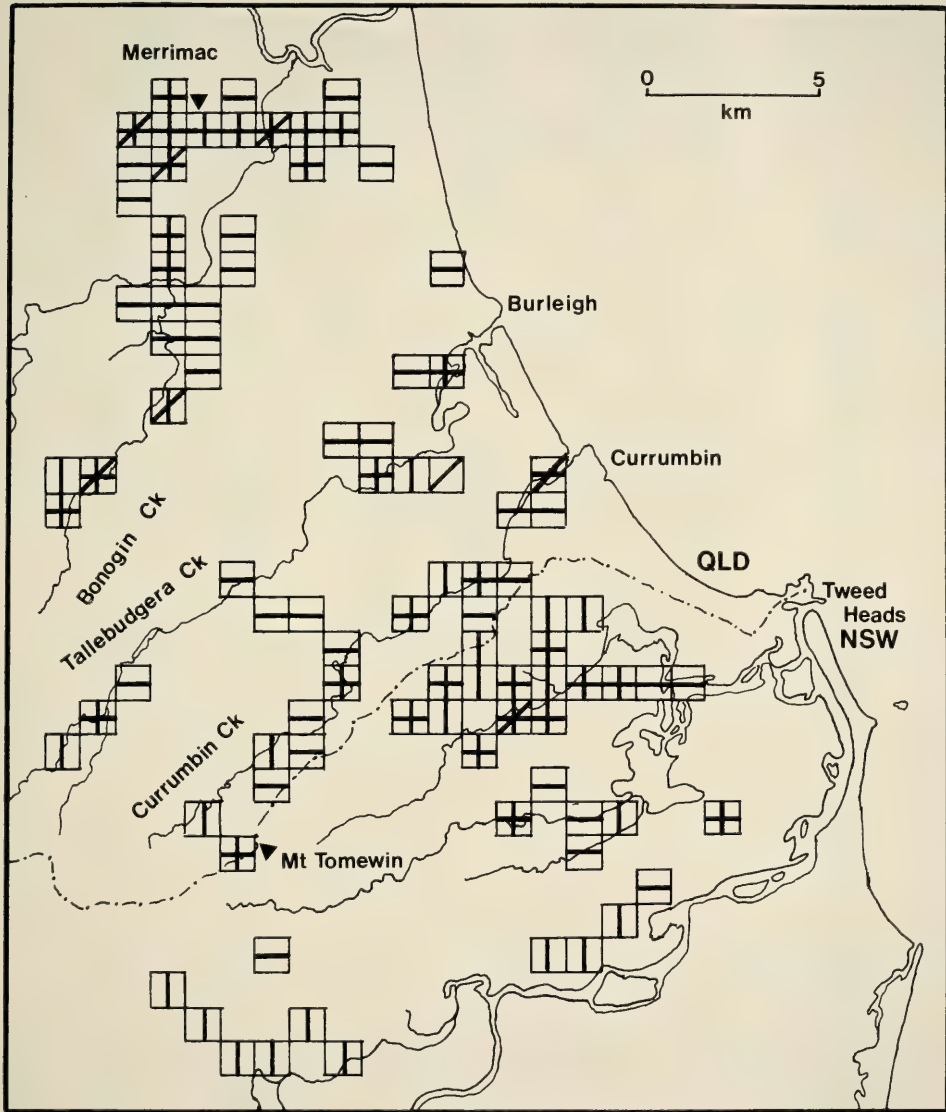 Merrimac
0 5
km
Burleigh
Currumbin
Bonogin Ck
QLD
Tallebudgera Ck
Tweed
Heads
NSW
Currumbin Ck
Mt Tomewin